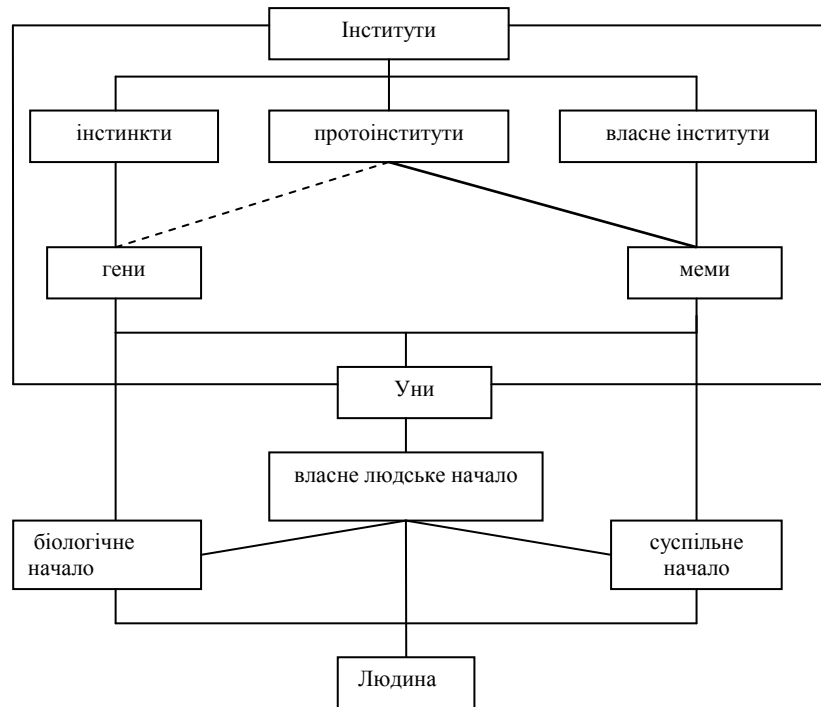 Інститути
інстинкти
протоінститути
власне інститути
гени
меми
Уни
власне людське начало
біологічне
начало
суспільне
начало
Людина